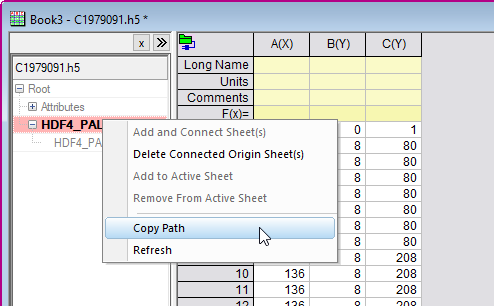 Book3 - C1979091.h5 *
x
A(X) B(Y) C(Y)
C1979091.h5
Long Name
Root
Units
Attributes
Comments
F(x)=
HDF4_PAL
0 1
HDF4_PA
8 80
8 80
8 80
8 80
8 80
8 80
8 80
8 208
Add and Connect Sheet(s)
Delete Connected Origin Sheet(s)
Add to Active Sheet
Remove From Active Sheet
Copy Path
Refresh
10 136 8 208
11 136 8 208
12 136 8 208